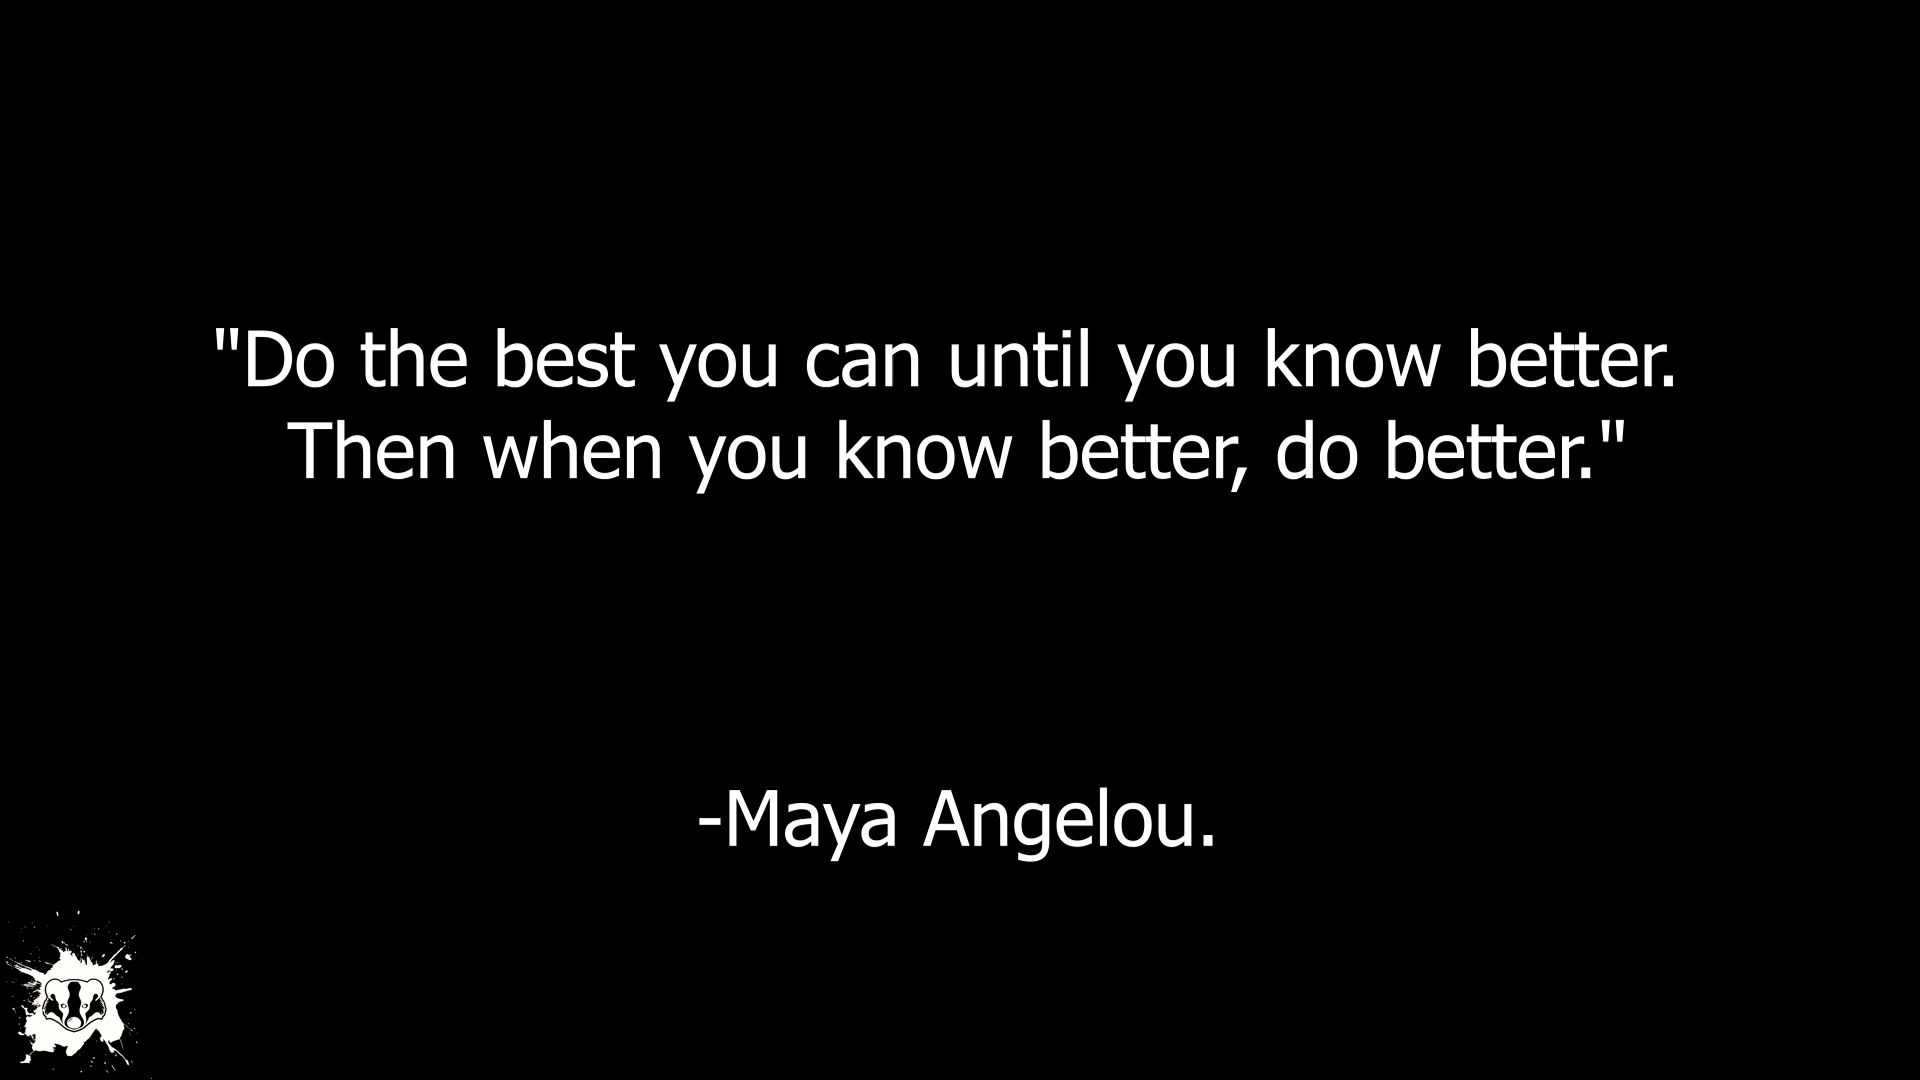 "Do the best you can until you know better.
Then when you know better, do better."
-Maya Angelou.